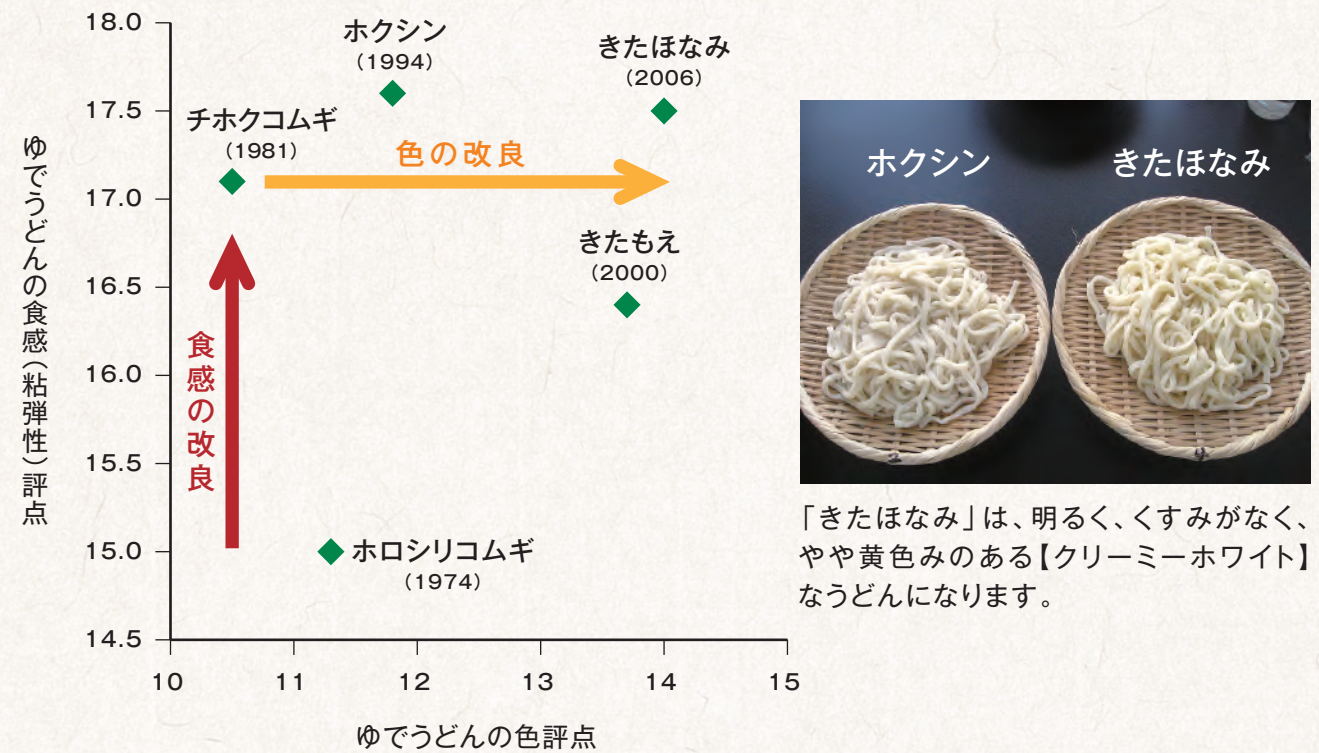 18.0
17.5
17.0
16.5
16.0
15.5
15.0
14.5
ゆでうどんの食感(粘弾性)評点
ホクシン
(1994)
きたほなみ
(2006)
チホクコムギ
(1981)
色の改良
きたもえ
(2000)
食感の改良
ホロシリコムギ
(1974)
10 11 12 13 14 15
ゆでうどんの色評点
ホクシン きたほなみ
「きたほなみ」は、明るく、くすみがなく、
やや黄色みのある【クリーミーホワイト】
なうどんになります。